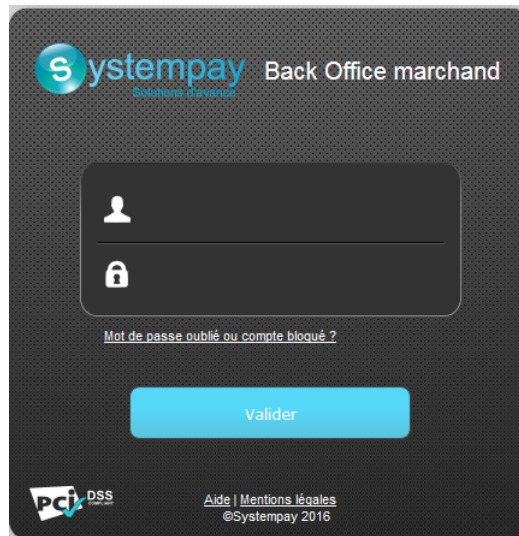 Systempay Back Office marchand
Solutions d'avance
Mot de passe oublié ou compte bloqué ?
Valider
PCi DSS
COMPLIANT
Aide | Mentions légales
©Systempay 2016